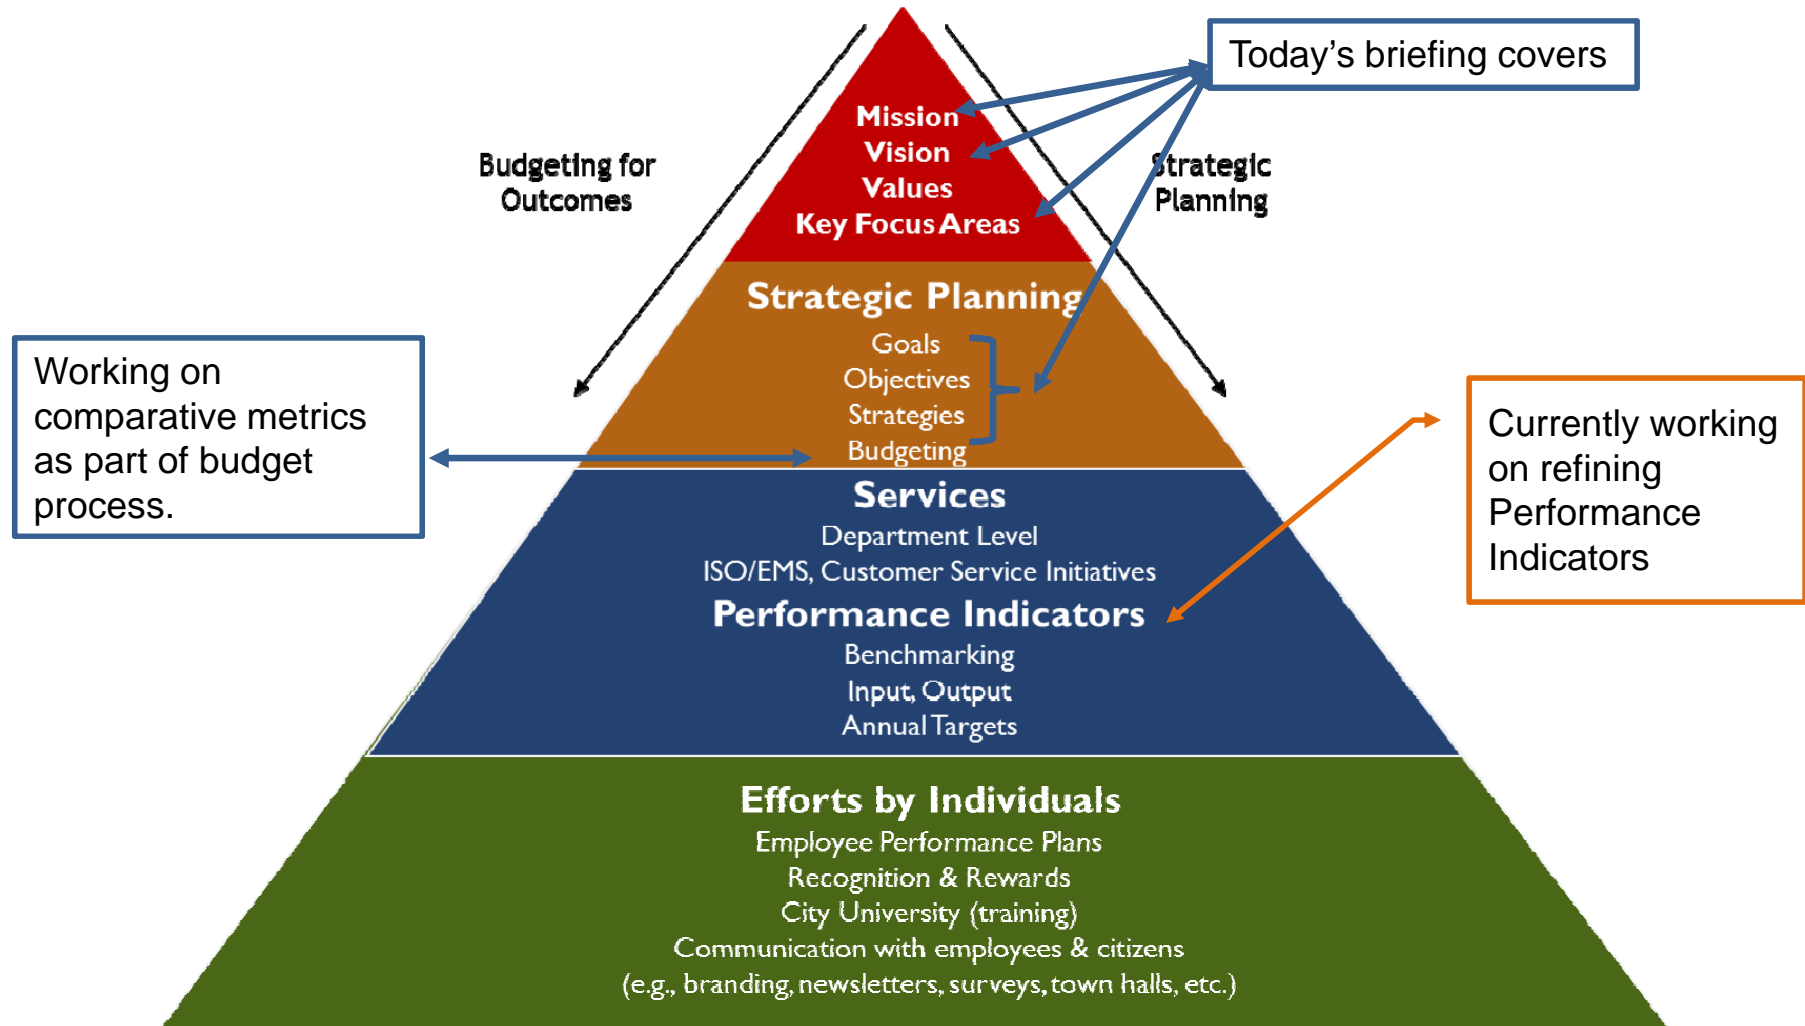 Today's briefing covers
Mission
Vision
Values
Key Focus Areas
Budgeting for
Outcomes
Strategic
Planning
Strategic Planning
Goals
Objectives
Strategies
Budgeting
Working on
comparative metrics
as part of budget
process.
Currently working
on refining
Performance
Indicators
Services
Department Level
ISO/EMS, Customer Service Initiatives
Performance Indicators
Benchmarking
Input, Output
Annual Targets
Efforts by Individuals
Employee Performance Plans
Recognition & Rewards
City University (training)
Communication with employees & citizens
(e.g., branding, newsletters, surveys, town halls, etc.)